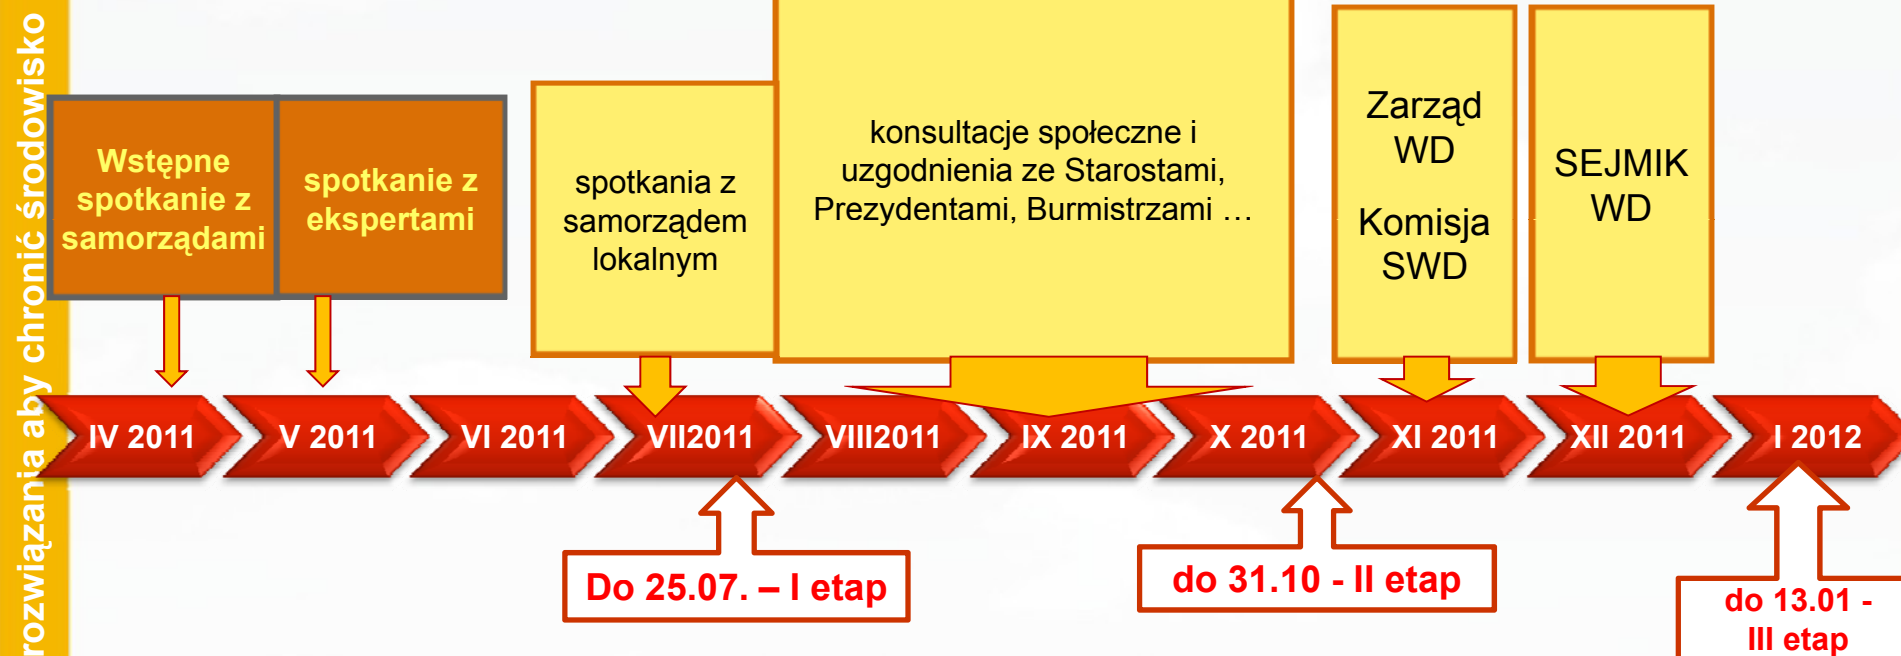 rozwiązania aby chronić środowisko
Wstępne
spotkanie z
samorządami
spotkanie z
ekspertami
spotkania z
samorządem
lokalnym
konsultacje społeczne i
uzgodnienia ze Starostami,
Prezydentami, Burmistrzami …
Zarząd
WD
Komisja
SWD
SEJMIK
WD
IV 2011
V 2011
VI 2011
VII2011
VIII2011
IX 2011
X 2011
XI 2011
XII 2011
I 2012
Do 25.07. – I etap
do 31.10 - II etap
do 13.01 -
III etap